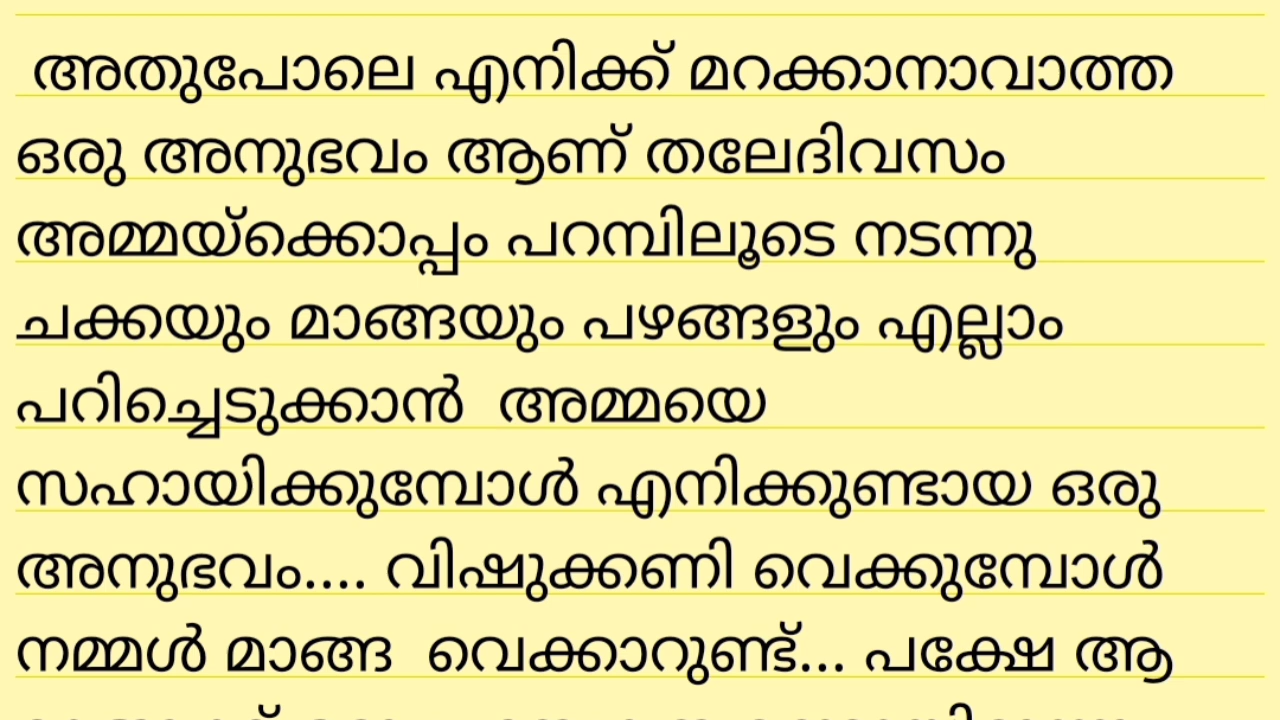 അതുപോലെ എനിക്ക് മറക്കാനാവാത്ത
ഒരു അനുഭവം ആണ് തലേദിവസം
അമ്മയ്ക്കൊപ്പം പറമ്പിലൂടെ നടന്നു
ചക്കയും മാങ്ങയും പഴങ്ങളും എല്ലാം
പറിച്ചെടുക്കാൻ അമ്മയെ
സഹായിക്കുമ്പോൾ എനിക്കുണ്ടായ ഒരു
അനുഭവം.... വിഷുക്കണി വെക്കുമ്പോൾ
നമ്മൾ മാങ്ങ വെക്കാറുണ്ട്... പക്ഷേ ആ